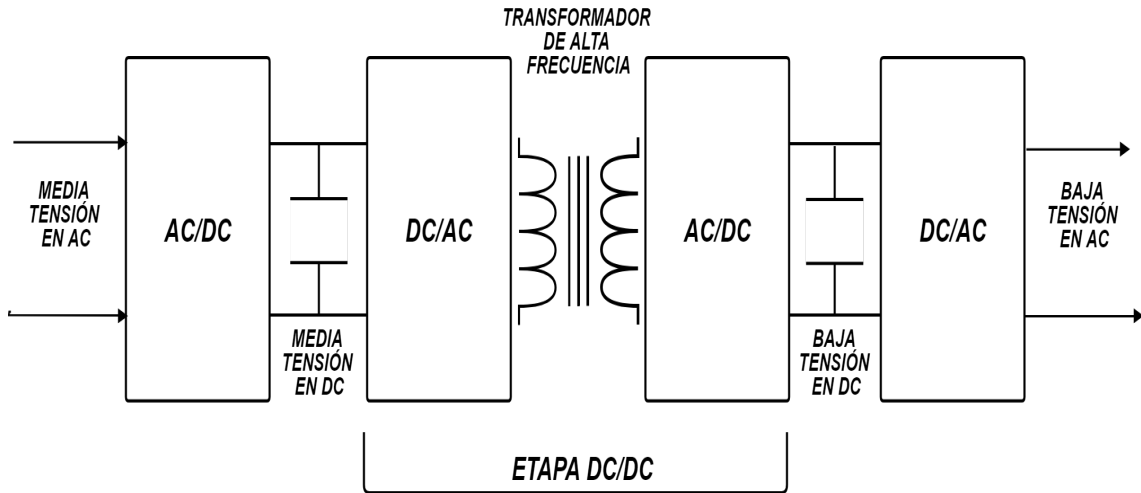 TRANSFORMADOR
DE ALTA
FRECUENCIA
MEDIA
TENSIÓN
EN AC
AC/DC
DC/AC
AC/DC
DC/AC
BAJA
TENSIÓN
EN AC
MEDIA
TENSIÓN
EN DC
BAJA
TENSIÓN
EN DC
ETAPA DC/DC